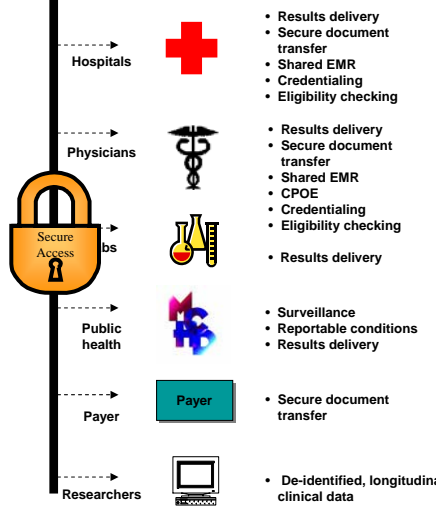 • Results delivery
• Secure document
transfer
• Shared EMR
• Credentialing
• Eligibility checking
Hospitals
• Results delivery
• Secure document
transfer
• Shared EMR
• CPOE
• Credentialing
• Eligibility checking
Physicians
Secure
Access
bs
• Results delivery
MCHD
Public
health
• Surveillance
• Reportable conditions
• Results delivery
Payer
Payer
• Secure document
transfer
Researchers
• De-identified, longitudina
clinical data